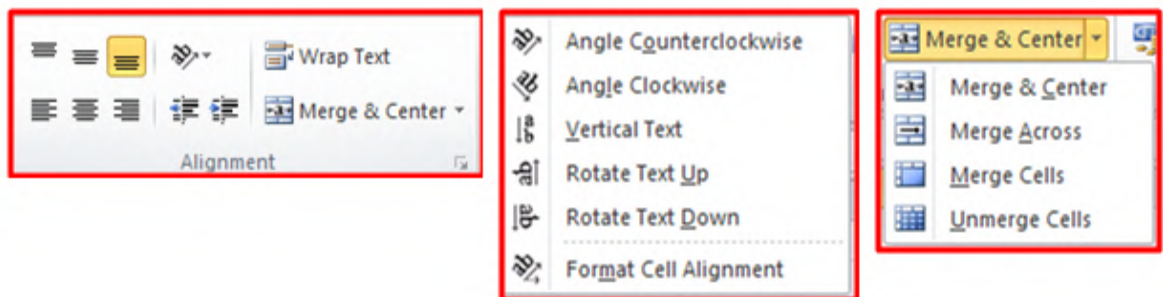 Wrap Text
Merge & Center
Alignment
Angle Counterclockwise
Angle Clockwise
Vertical Text
Rotate Text Up
Rotate Text Down
Format Cell Alignment
Merge & Center
Merge & Center
Merge Across
Merge Cells
Unmerge Cells